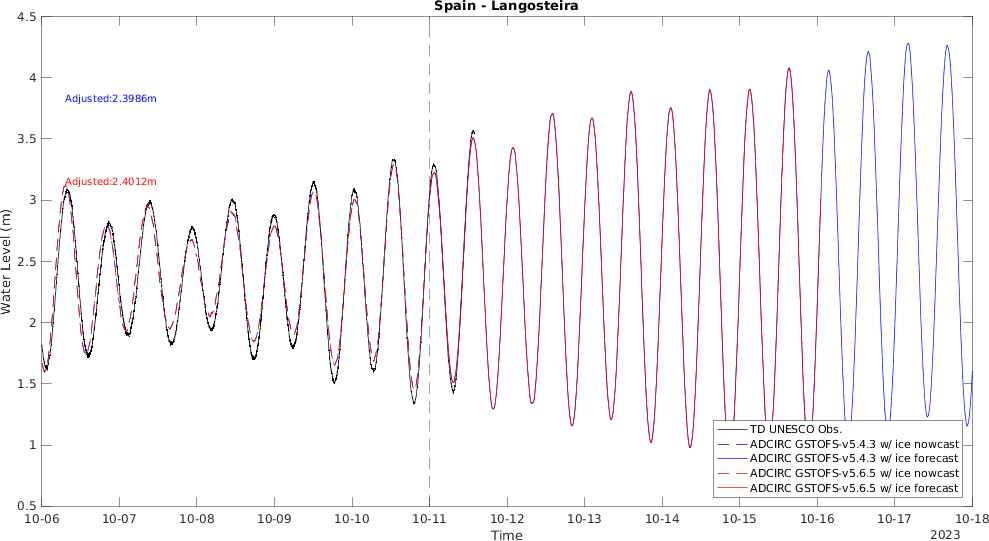 Spain - Langosteira
4.5
4
3.5
3
2.5
2
1.5
1
0.5
Water Level (m)
Adjusted:2.3986m
Adjusted:2.4012m
TD UNESCO Obs.
ADCIRC GSTOFS-v5.4.3 w/ ice nowcast
ADCIRC GSTOFS-v5.4.3 w/ ice forecast
ADCIRC GSTOFS-v5.6.5 w/ ice nowcast
ADCIRC GSTOFS-v5.6.5 w/ ice forecast
10-06 10-07 10-08 10-09 10-10 10-11 10-12 10-13 10-14 10-15 10-16 10-17 10-18
Time
2023